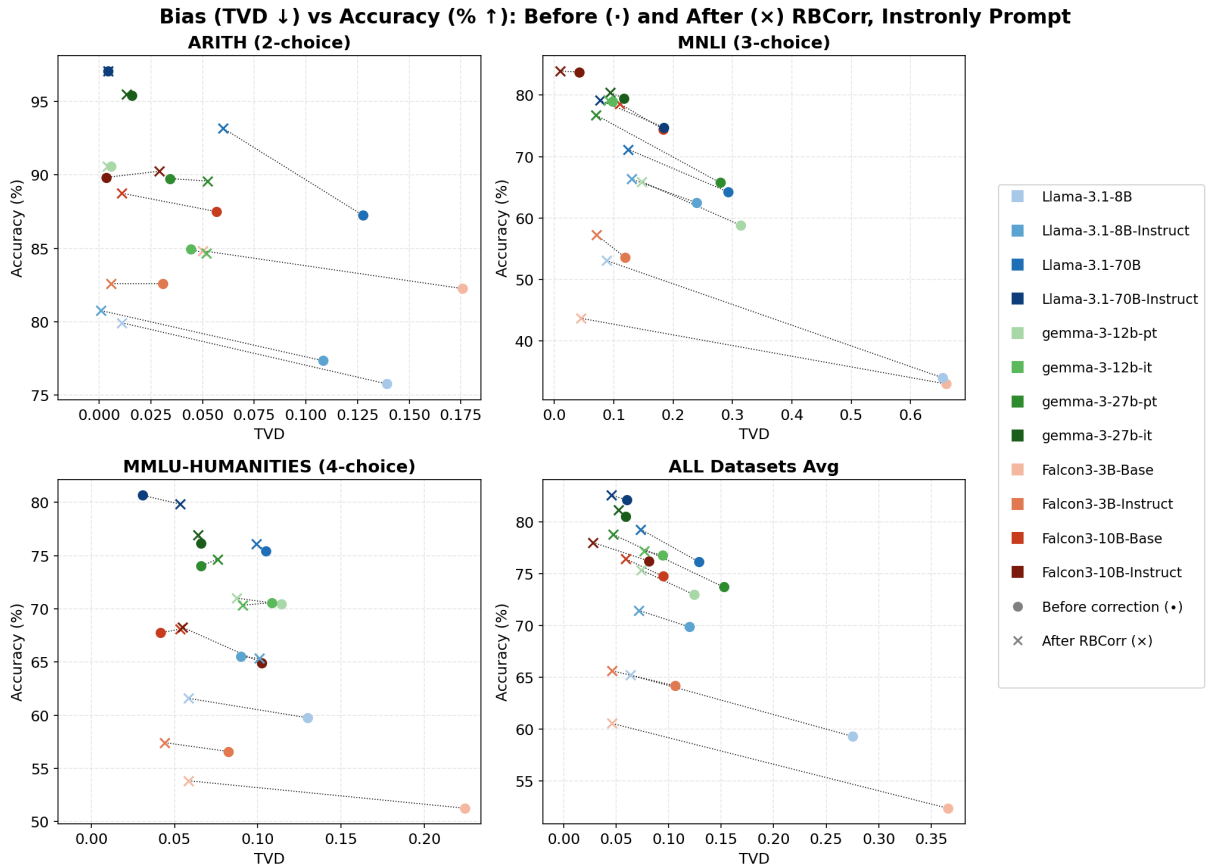 Bias (TVD ↓) vs Accuracy (% ↑): Before (·) and After (×) RBCorr, Instronly Prompt
ARITH (2-choice)
Accuracy (%)
95
90
85
80
75
0.000 0.025 0.050 0.075 0.100 0.125 0.150 0.175
TVD
MNLI (3-choice)
Accuracy (%)
80
70
60
50
40
0.0 0.1 0.2 0.3 0.4 0.5 0.6
TVD
MMLU-HUMANITIES (4-choice)
Accuracy (%)
80
75
70
65
60
55
50
0.00 0.05 0.10 0.15 0.20
TVD
ALL Datasets Avg
Accuracy (%)
80
75
70
65
60
55
0.00 0.05 0.10 0.15 0.20 0.25 0.30 0.35
TVD
Llama-3.1-8B
Llama-3.1-8B-Instruct
Llama-3.1-70B
Llama-3.1-70B-Instruct
gemma-3-12b-pt
gemma-3-12b-it
gemma-3-27b-pt
gemma-3-27b-it
Falcon3-3B-Base
Falcon3-3B-Instruct
Falcon3-10B-Base
Falcon3-10B-Instruct
Before correction (•)
After RBCorr (×)